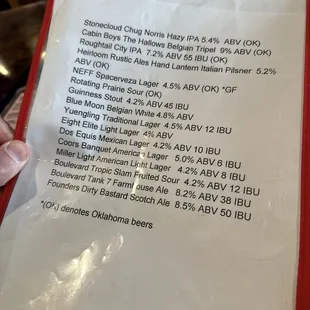 Stonecloud Chug Norris Hazy IPA 5.4% ABV (OK)
Cabin Boys The Hallows Belgian Tripel 9% ABV (OK)
Roughtail City IPA 7.2% ABV 55 IBU (OK)
Heirloom Rustic Ales Hand Lantern Italian Pilsner 5.2%
ABV (OK)
NEFF Spacerveza Lager 4.5% ABV (OK) *GF
Rotating Prairie Sour (OK)
Guinness Stout 4.2% ABV 45 IBU
Blue Moon Belgian White 4.8% ABV
Yuengling Traditional Lager 4.5% ABV 12 IBU
Eight Elite Light Lager 4% ABV
Dos Equis Mexican Lager 4.2% ABV 10 IBU
Coors Banquet American Lager 5.0% ABV 6 IBU
Miller Light American Light Lager 4.2% ABV 8 IBU
Boulevard Tropic Slam Fruited Sour 4.2% ABV 12 IBU
Boulevard Tank 7 Farmhouse Ale 8.2% ABV 38 IBU
Founders Dirty Bastard Scotch Ale 8.5% ABV 50 IBU
*(OK) denotes Oklahoma beers